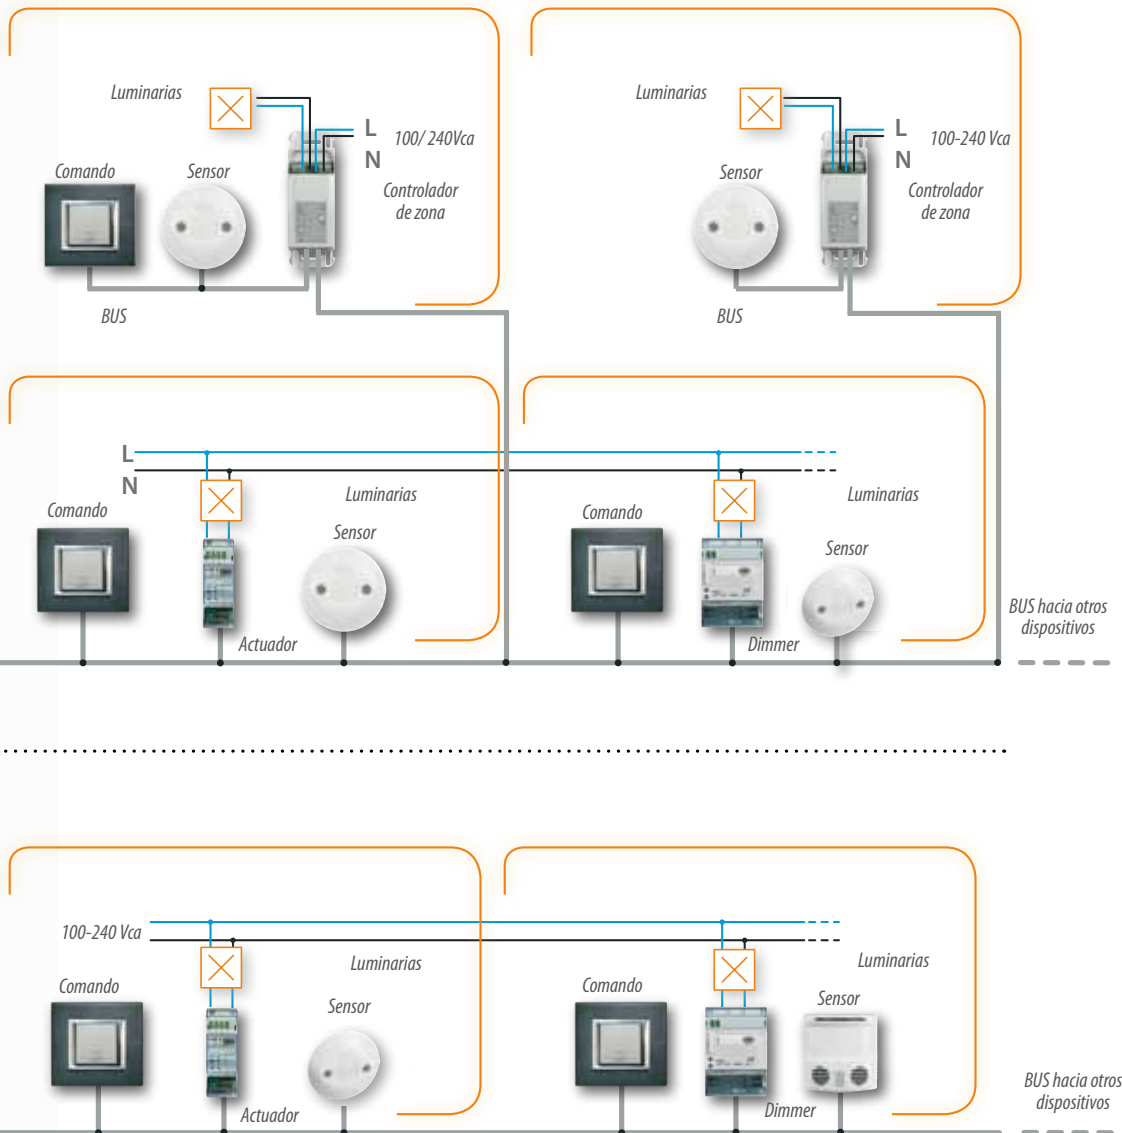 Luminarias
L
100/ 240Vca
N
Comando
Sensor
Controlador
de zona
BUS
Luminarias
L
100-240 Vca
N
Sensor
Controlador
de zona
BUS
L
N
Luminarias
Comando
Sensor
Actuador
Luminarias
Comando
Sensor
Dimmer
BUS hacia otros
dispositivos
100-240 Vca
Luminarias
Comando
Sensor
Actuador
Luminarias
Comando
Sensor
Dimmer
BUS hacia otros
dispositivos